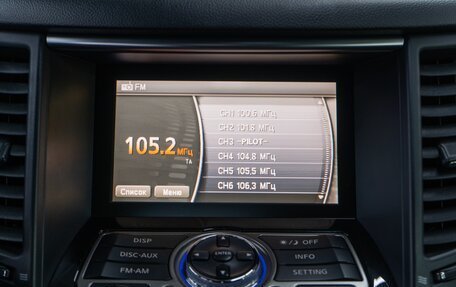 FM
CH1 100,6 МГц
CH2 101,8 МГц
CH3 -PILOT-
CH4 104,8 МГц
CH5 105,5 МГц
CH6 106,3 МГц
105.2 МГц
TA
Список Меню
DISP
DISC·AUX
FM·AM
ENTER
OFF
INFO
SETTING